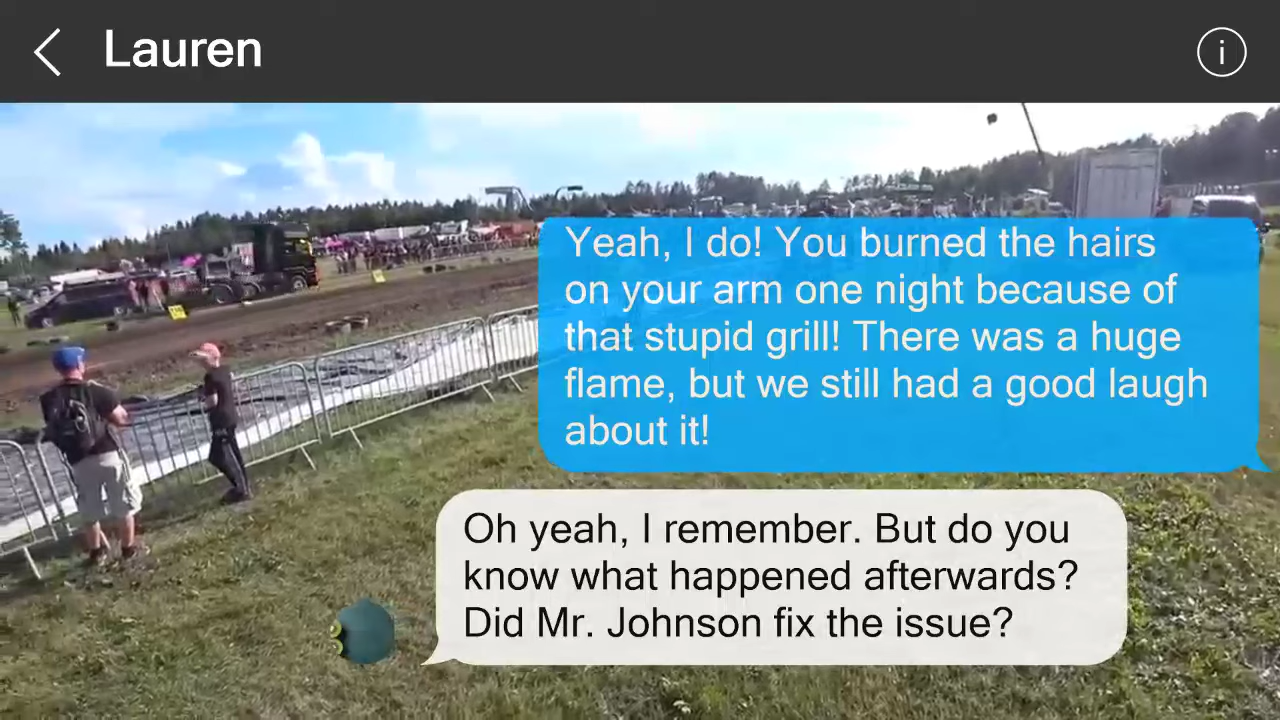 Lauren
i
Yeah, I do! You burned the hairs
on your arm one night because of
that stupid grill! There was a huge
flame, but we still had a good laugh
about it!
Oh yeah, I remember. But do you
know what happened afterwards?
Did Mr. Johnson fix the issue?